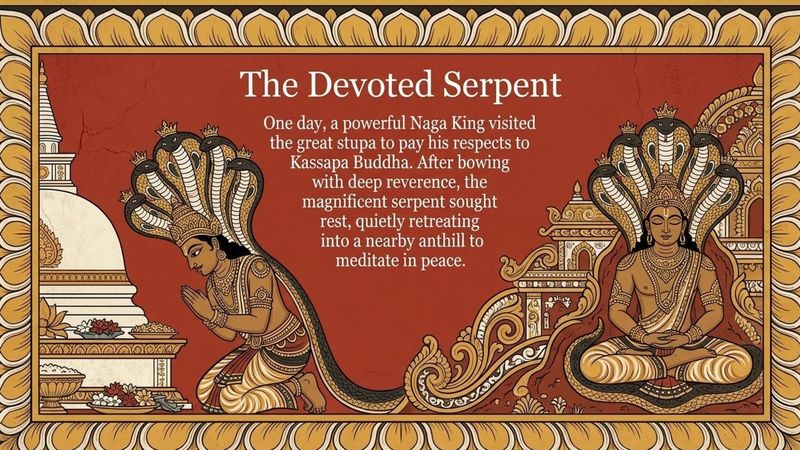 The Devoted Serpent
One day, a powerful Naga King visited
the great stupa to pay his respects to
Kassapa Buddha. After bowing
with deep reverence, the
magnificent serpent sought
rest, quietly retreating
into a nearby anthill to
meditate in peace.